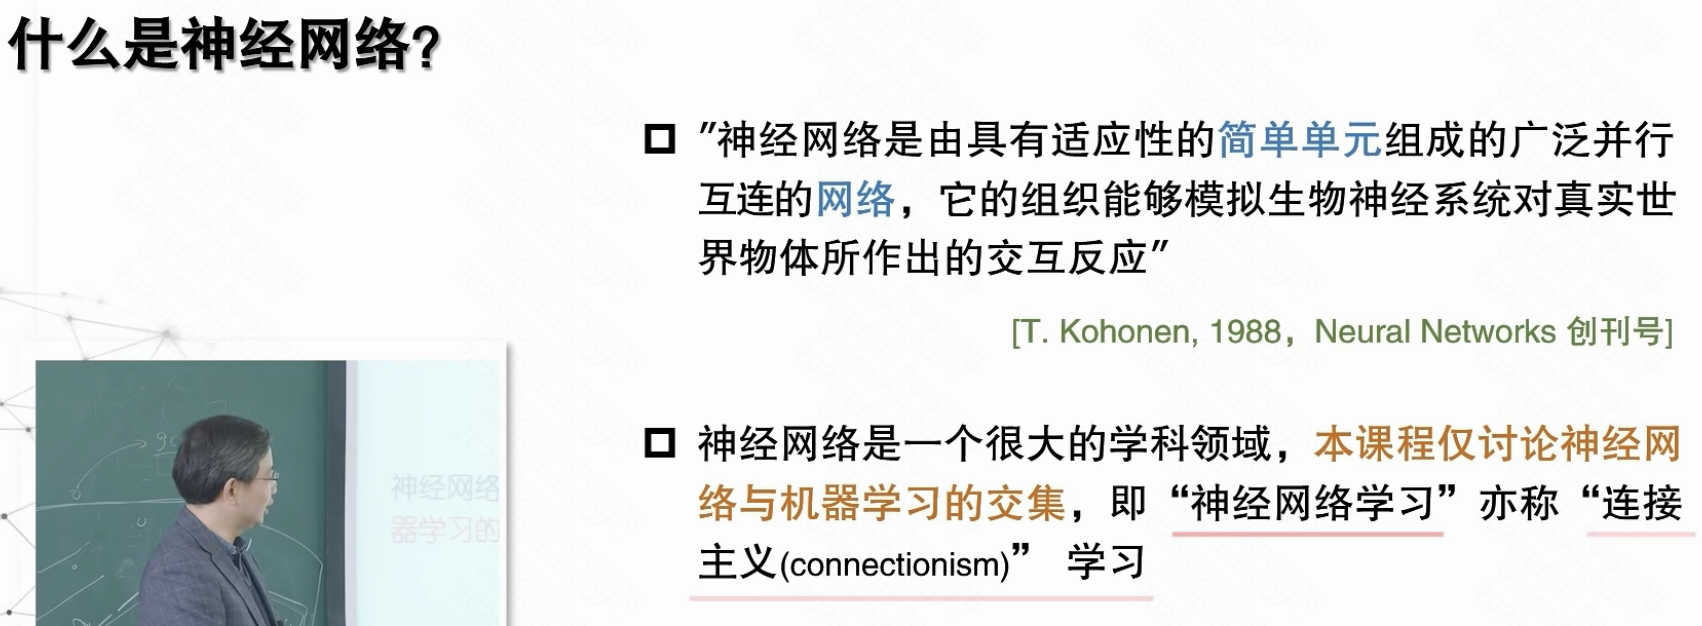 什么是神经网络?
"神经网络是由具有适应性的简单单元组成的广泛并行
互连的网络，它的组织能够模拟生物神经系统对真实世
界物体所作出的交互反应"
[T. Kohonen, 1988，Neural Networks 创刊号]
神经网络是一个很大的学科领域，本课程仅讨论神经网
络与机器学习的交集，即“神经网络学习”亦称“连接
主义(connectionism)” 学习
神经网络
器学习的